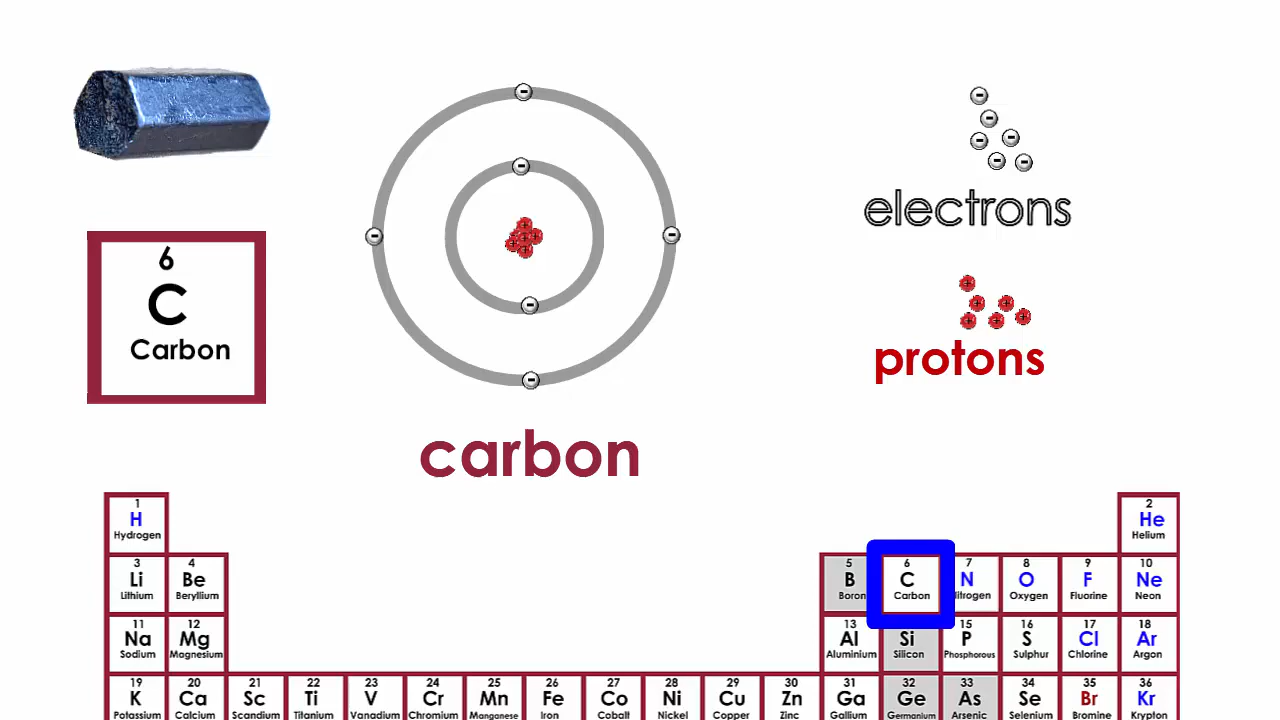 electrons
6
C
Carbon
protons
carbon
1
H
Hydrogen
2
He
Helium
3
Li
Lithium
4
Be
Beryllium
5
B
Boron
6
C
Carbon
7
N
itrogen
8
O
Oxygen
9
F
Fluorine
10
Ne
Neon
11
Na
Sodium
12
Mg
Magnesium
13
Al
Aluminium
Si
Silicon
15
P
Phosphorous
16
S
Sulphur
17
Cl
Chlorine
18
Ar
Argon
19
K
Potassium
20
Ca
Calcium
21
Sc
Scandium
22
Ti
Titanium
23
V
Vanadium
24
Cr
Chromium
25
Mn
Manganese
26
Fe
Iron
27
Co
Cobalt
28
Ni
Nickel
29
Cu
Copper
30
Zn
Zinc
31
Ga
Gallium
32
Ge
Germanium
33
As
Arsenic
34
Se
Selenium
35
Br
Bromine
36
Kr
Krypton